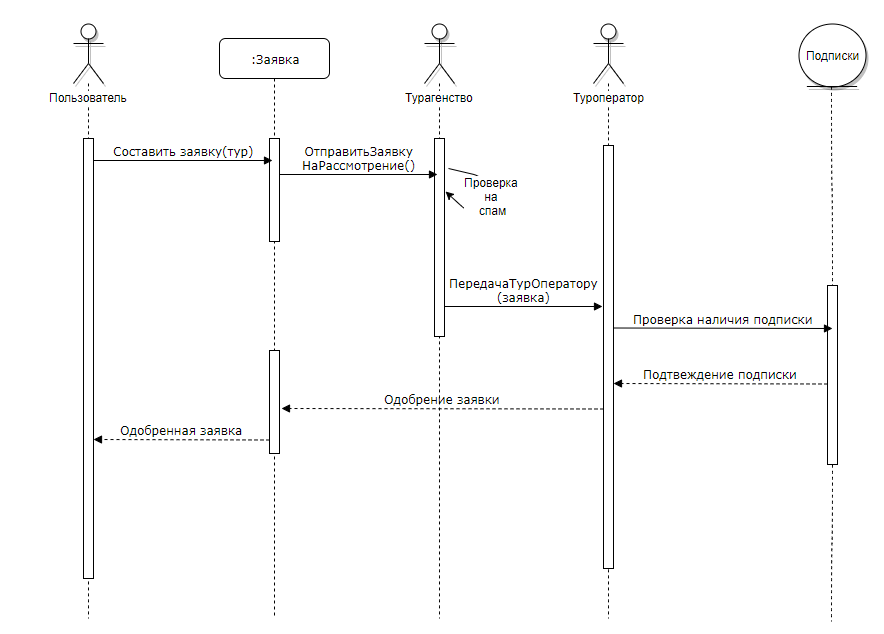 :Заявка
Подписки
Пользователь
Турагенство
Туроператор
Составить заявку(тур)
ОтправитьЗаявку
НаРассмотрение()
Проверка
на
спам
ПередачаТурОператору
(заявка)
Проверка наличия подписки
Подтвеждение подписки
Одобрение заявки
Одобренная заявка